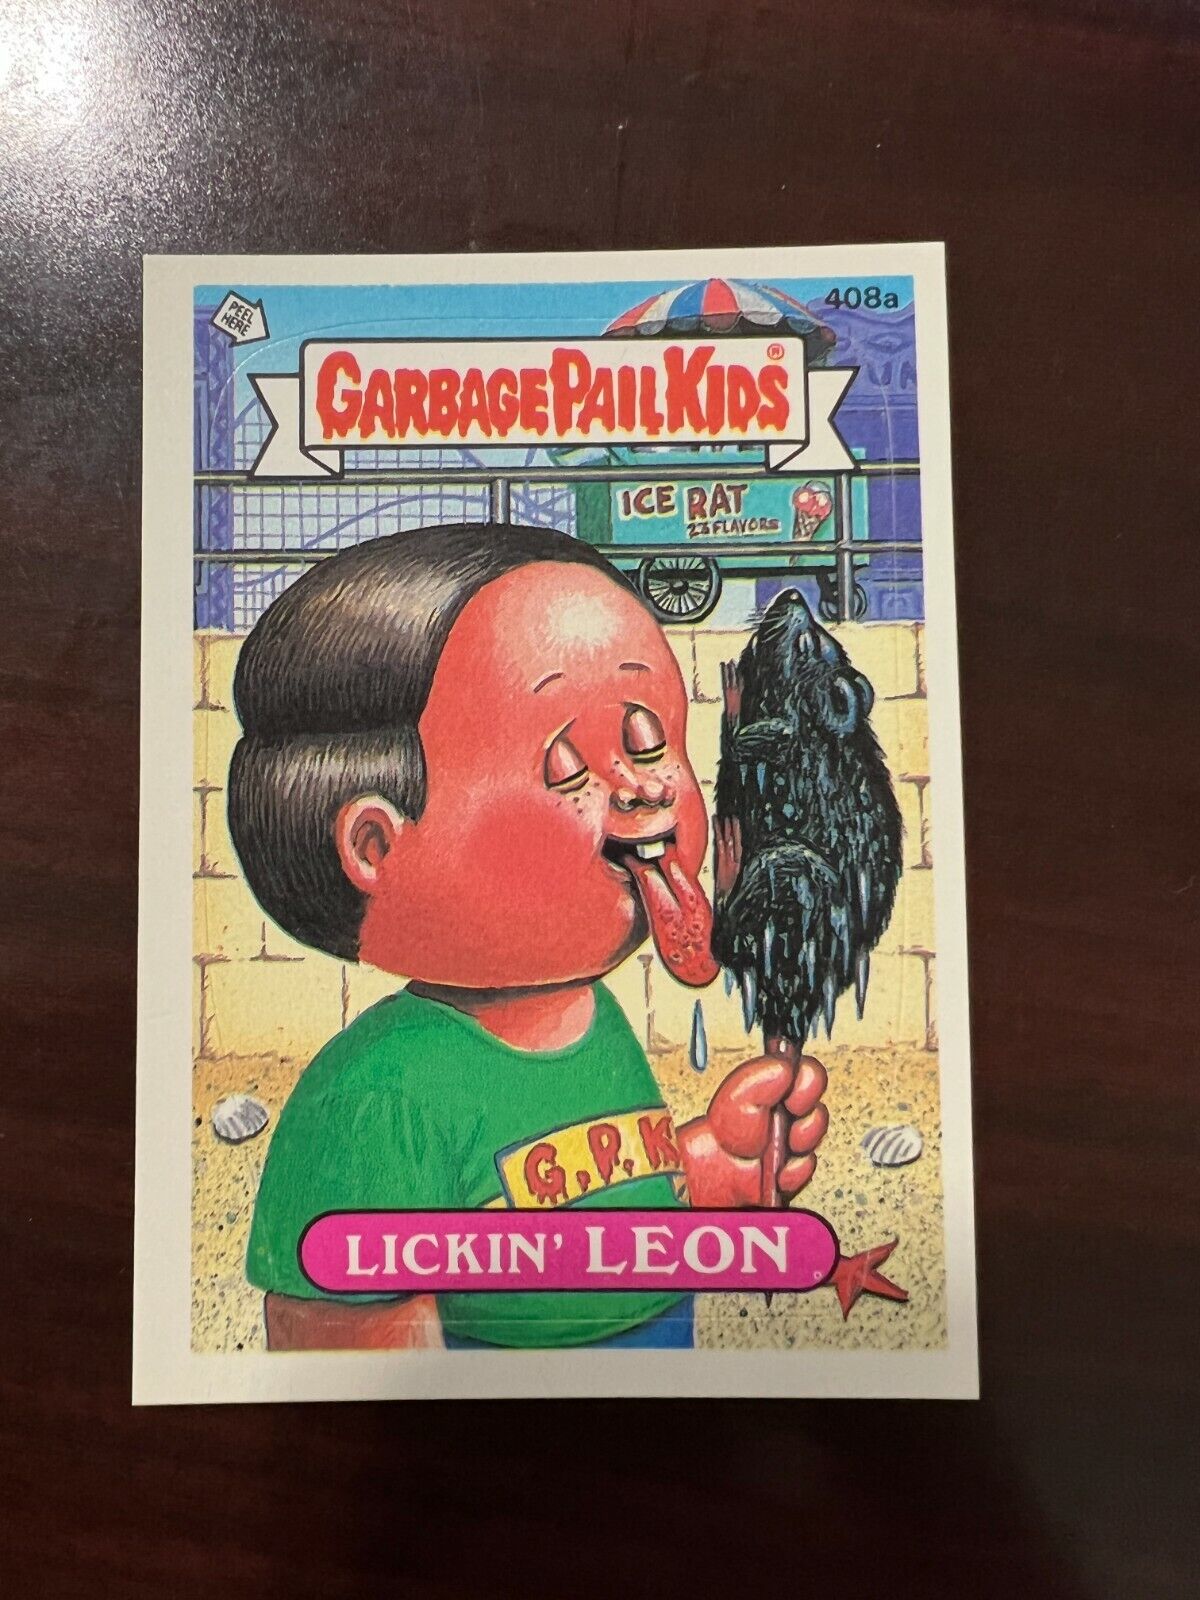 PEEL
HERE
408a
GARBAGE PAIL KIDS
ICE RAT
23 FLAVORS
G.P.K
LICKIN' LEON